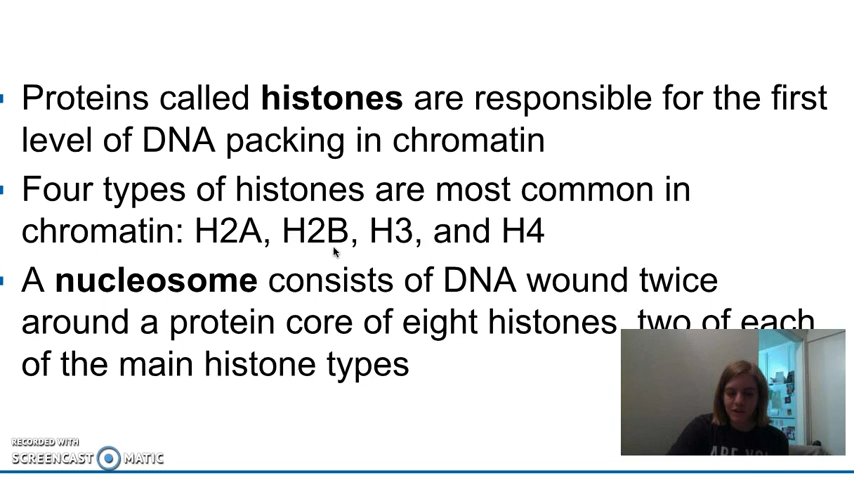 Proteins called histones are responsible for the first
level of DNA packing in chromatin
Four types of histones are most common in
chromatin: H2A, H2B, H3, and H4
A nucleosome consists of DNA wound twice
around a protein core of eight histones, two of each
of the main histone types
RECORDED WITH
SCREENCAST MATIC
ARE YOU